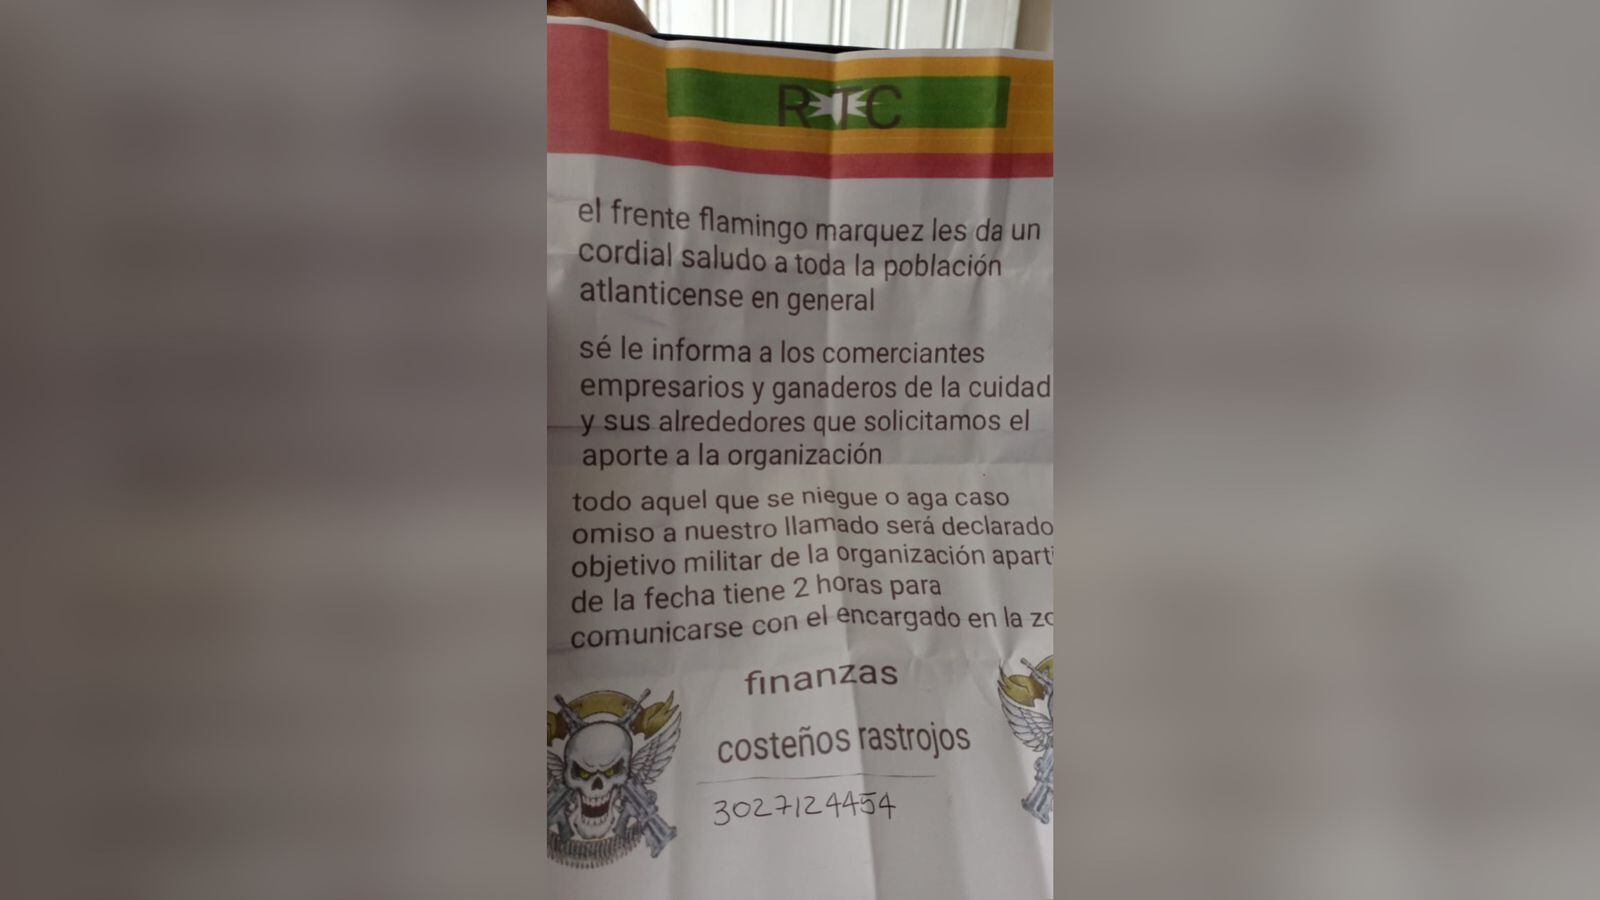 RTC
el frente flamingo marquez les da un
cordial saludo a toda la población
atlanticense en general
sé le informa a los comerciantes
empresarios y ganaderos de la cuidad
y sus alrededores que solicitamos el
aporte a la organización
todo aquel que se niegue o aga caso
omiso a nuestro llamado será declarado
objetivo militar de la organización aparti
de la fecha tiene 2 horas para
comunicarse con el encargado en la zo
finanzas
costeños rastrojos
3027124454